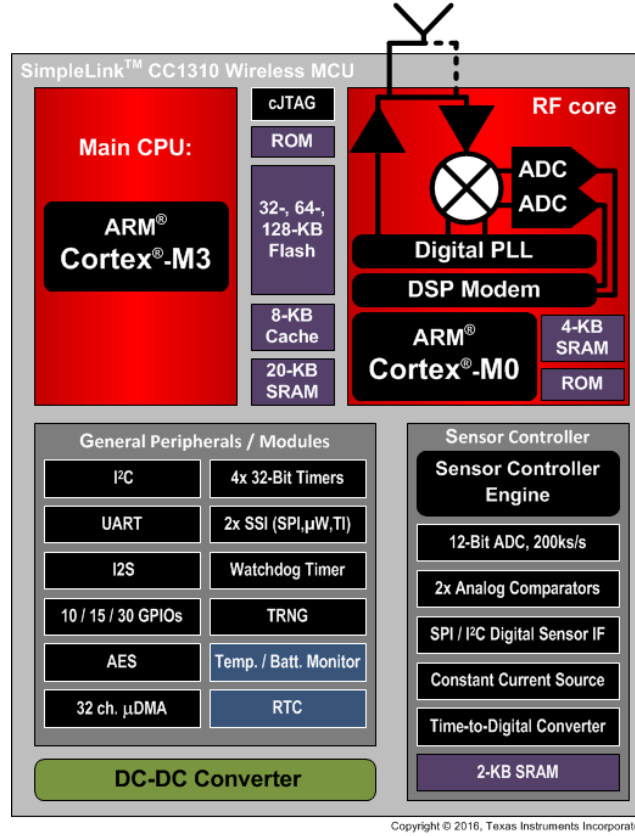 SimpleLink™ CC1310 Wireless MCU
Main CPU:
ARM®
Cortex®-M3
cJTAG
ROM
32-, 64-,
128-KB
Flash
8-KB
Cache
20-KB
SRAM
RF core
ADC
ADC
Digital PLL
DSP Modem
ARM®
Cortex®-M0
4-KB
SRAM
ROM
General Peripherals / Modules
I²C
4x 32-Bit Timers
UART
2x SSI (SPI,µW,TI)
I2S
Watchdog Timer
10 / 15 / 30 GPIOs
TRNG
AES
Temp. / Batt. Monitor
32 ch. µDMA
RTC
Sensor Controller
Sensor Controller
Engine
12-Bit ADC, 200ks/s
2x Analog Comparators
SPI / I²C Digital Sensor IF
Constant Current Source
Time-to-Digital Converter
2-KB SRAM
DC-DC Converter
Copyright © 2016, Texas Instruments Incorporat